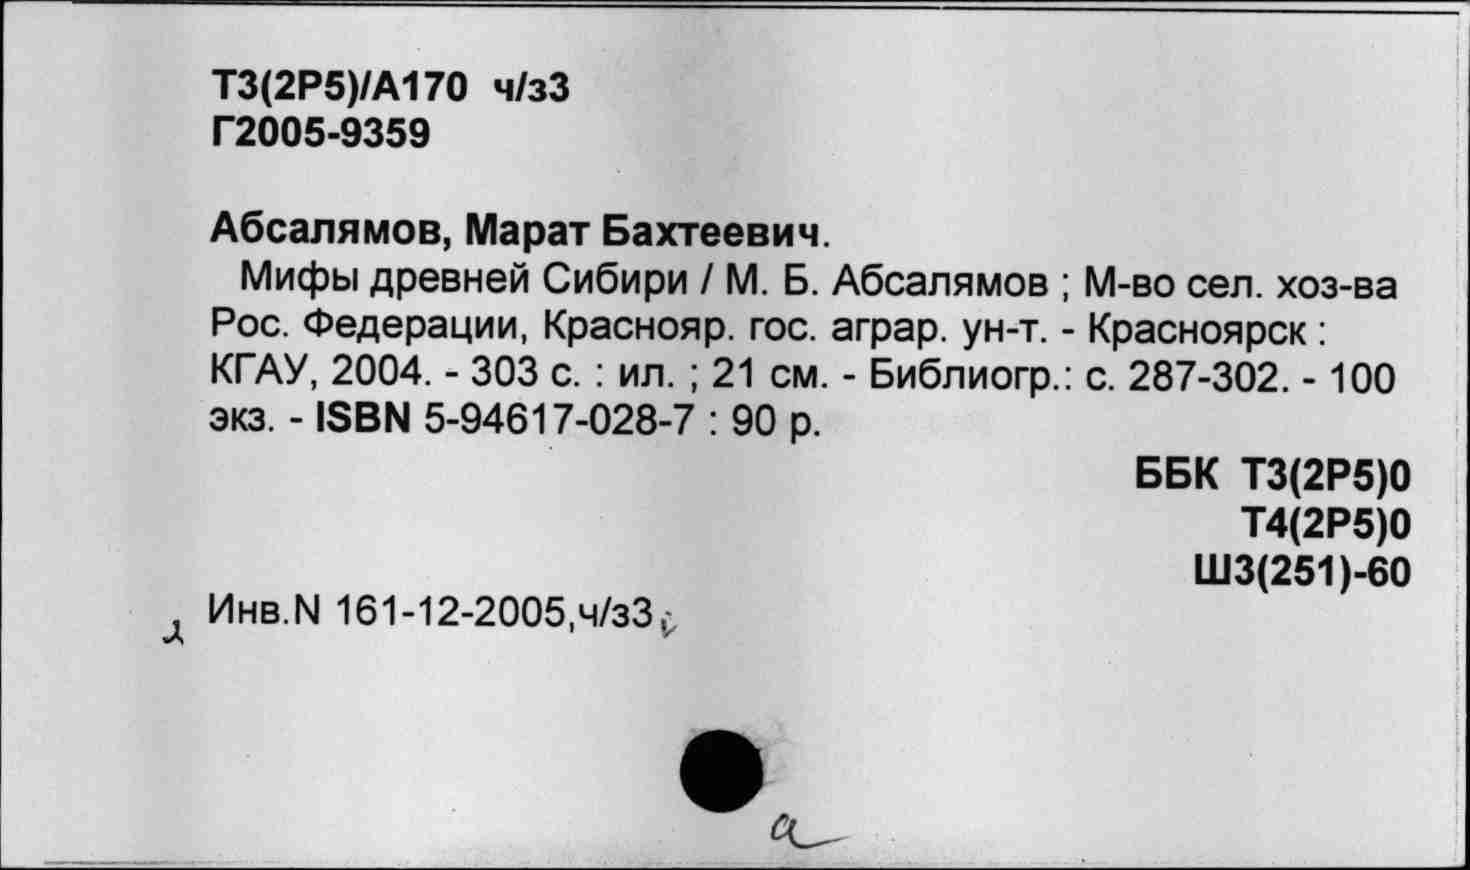 Т3(2Р5)/А170 ч/з3
Г2005-9359
Абсалямов, Марат Бахтеевич.
Мифы древней Сибири / М. Б. Абсалямов ; М-во сел. хоз-ва
Рос. Федерации, Краснояр. гос. аграр. ун-т. - Красноярск :
КГАУ, 2004. - 303 с. : ил. ; 21 см. - Библиогр.: с. 287-302. - 100
экз. - ISBN 5-94617-028-7 : 90 р.
ББК Т3(2Р5)0
Т4(2Р5)0
Ш3(251)-60
Инв.N 161-12-2005,ч/з3
а